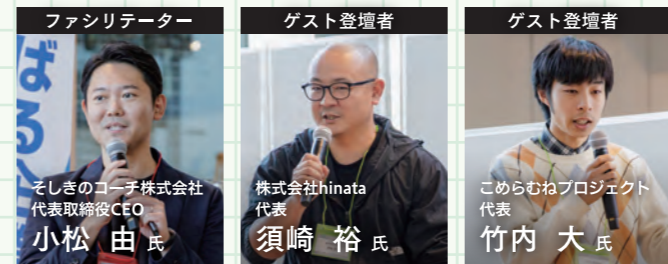 ファシリテーター
そしきのコーチ株式会社
代表取締役CEO
小松 由 氏
ゲスト登壇者
株式会社hinata
代表
須崎 裕 氏
ゲスト登壇者
こめらむねプロジェクト
代表
竹内 大 氏